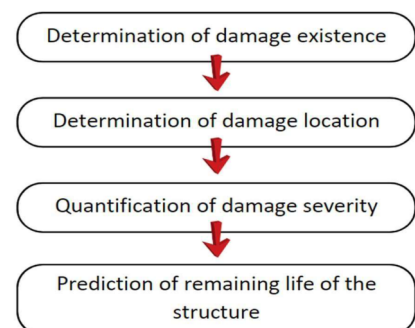 Determination of damage existence
Determination of damage location
Quantification of damage severity
Prediction of remaining life of the
structure